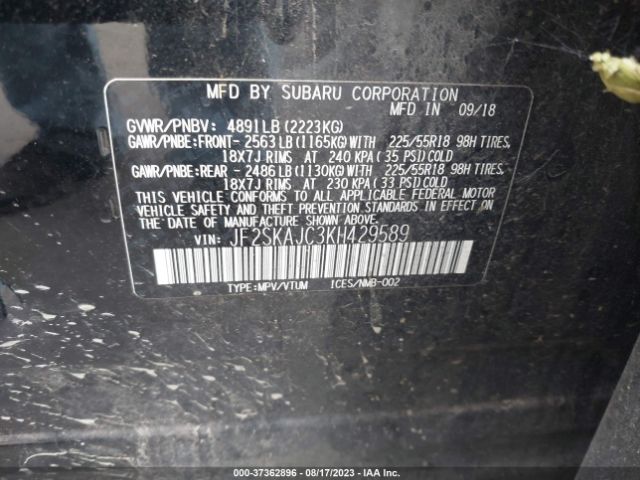 MFD BY SUBARU CORPORATION
MFD IN 09/18
GVWR/PNBV: 4891LB (2223KG)
GAWR/PNBE:FRONT- 2563 LB (1165KG) WITH 225/55R18 98H TIRES,
18X7J RIMS AT 240 KPA (35 PSI) COLD
GAWR/PNBE:REAR - 2486 LB (1130KG) WITH 225/55R18 98H TIRES,
18X7J RIMS AT 230 KPA (33 PSI) COLD
THIS VEHICLE CONFORMS TO ALL APPLICABLE FEDERAL MOTOR
VEHICLE SAFETY AND THEFT PREVENTION STANDARDS IN EFFECT ON
THE DATE OF MANUFACTURE SHOWN ABOVE.
VIN: JF2SKAJC3KH429589
TYPE:MPV/VTUM ICES/NMB-002
000-37362896 - 08/17/2023 - IAA Inc.